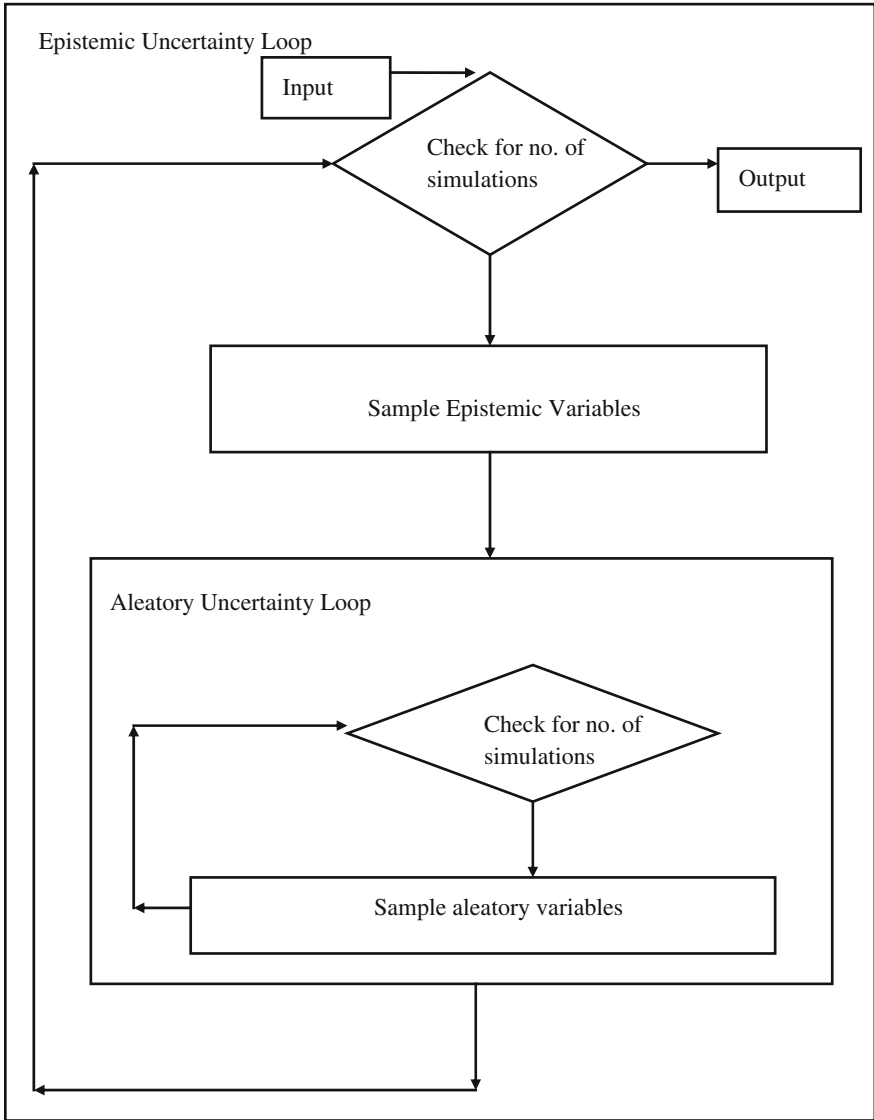 Epistemic Uncertainty Loop
Input
Check for no. of
simulations
Output
Sample Epistemic Variables
Aleatory Uncertainty Loop
Check for no. of
simulations
Sample aleatory variables